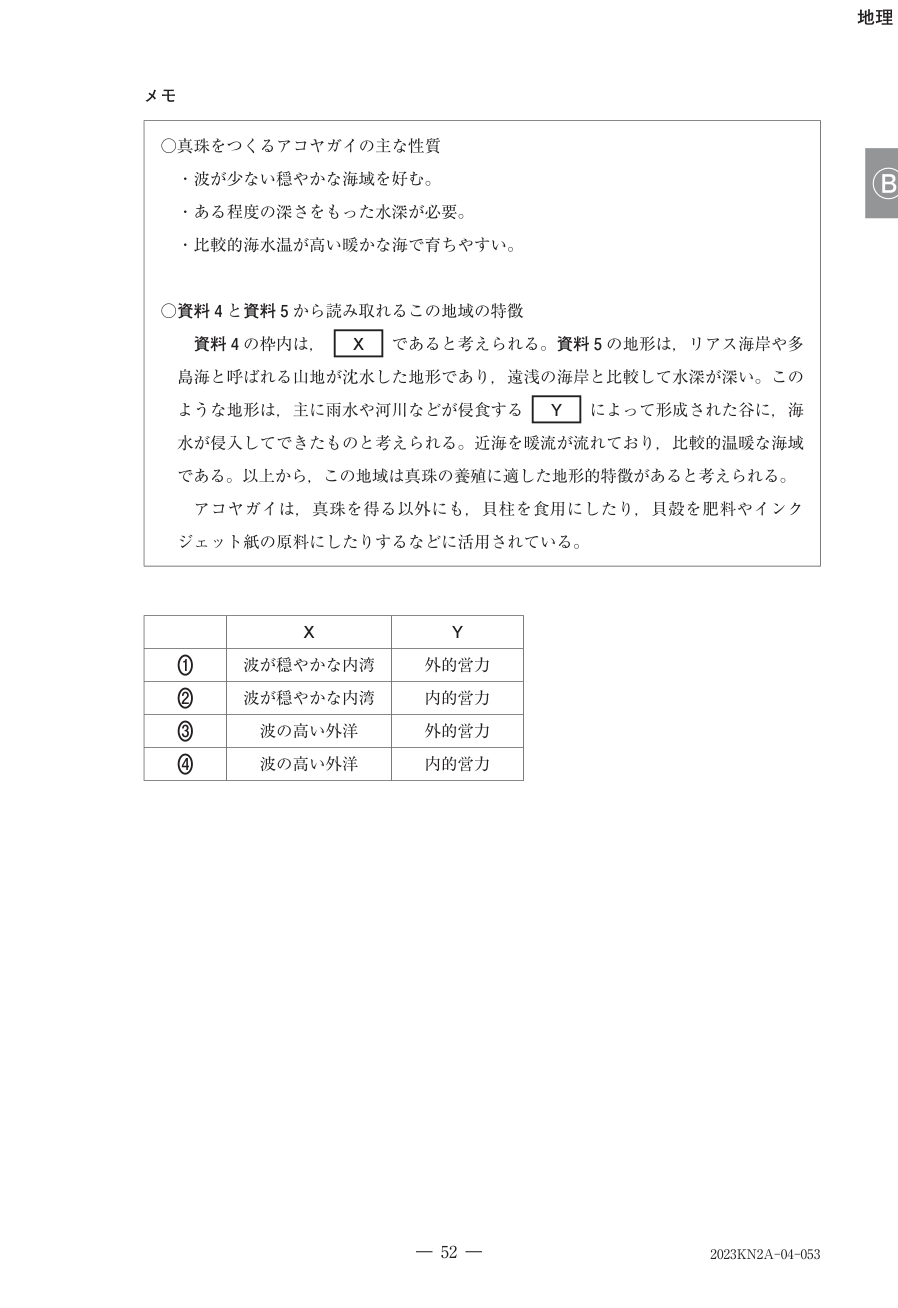 地理
メモ
Ⓑ
○真珠をつくるアコヤガイの主な性質
・波が少ない穏やかな海域を好む。
・ある程度の深さをもった水深が必要。
・比較的海水温が高い暖かな海で育ちやすい。
○資料4と資料5から読み取れるこの地域の特徴
資料4の枠内は， X であると考えられる。資料5の地形は，リアス海岸や多
島海と呼ばれる山地が沈水した地形であり，遠浅の海岸と比較して水深が深い。この
ような地形は，主に雨水や河川などが侵食する Y によって形成された谷に，海
水が侵入してできたものと考えられる。近海を暖流が流れており，比較的温暖な海域
である。以上から，この地域は真珠の養殖に適した地形的特徴があると考えられる。
アコヤガイは，真珠を得る以外にも，貝柱を食用にしたり，貝殻を肥料やインク
ジェット紙の原料にしたりするなどに活用されている。
X Y
① 波が穏やかな内湾 外的営力
② 波が穏やかな内湾 内的営力
③ 波の高い外洋 外的営力
④ 波の高い外洋 内的営力
― 52 ―
2023KN2A-04-053